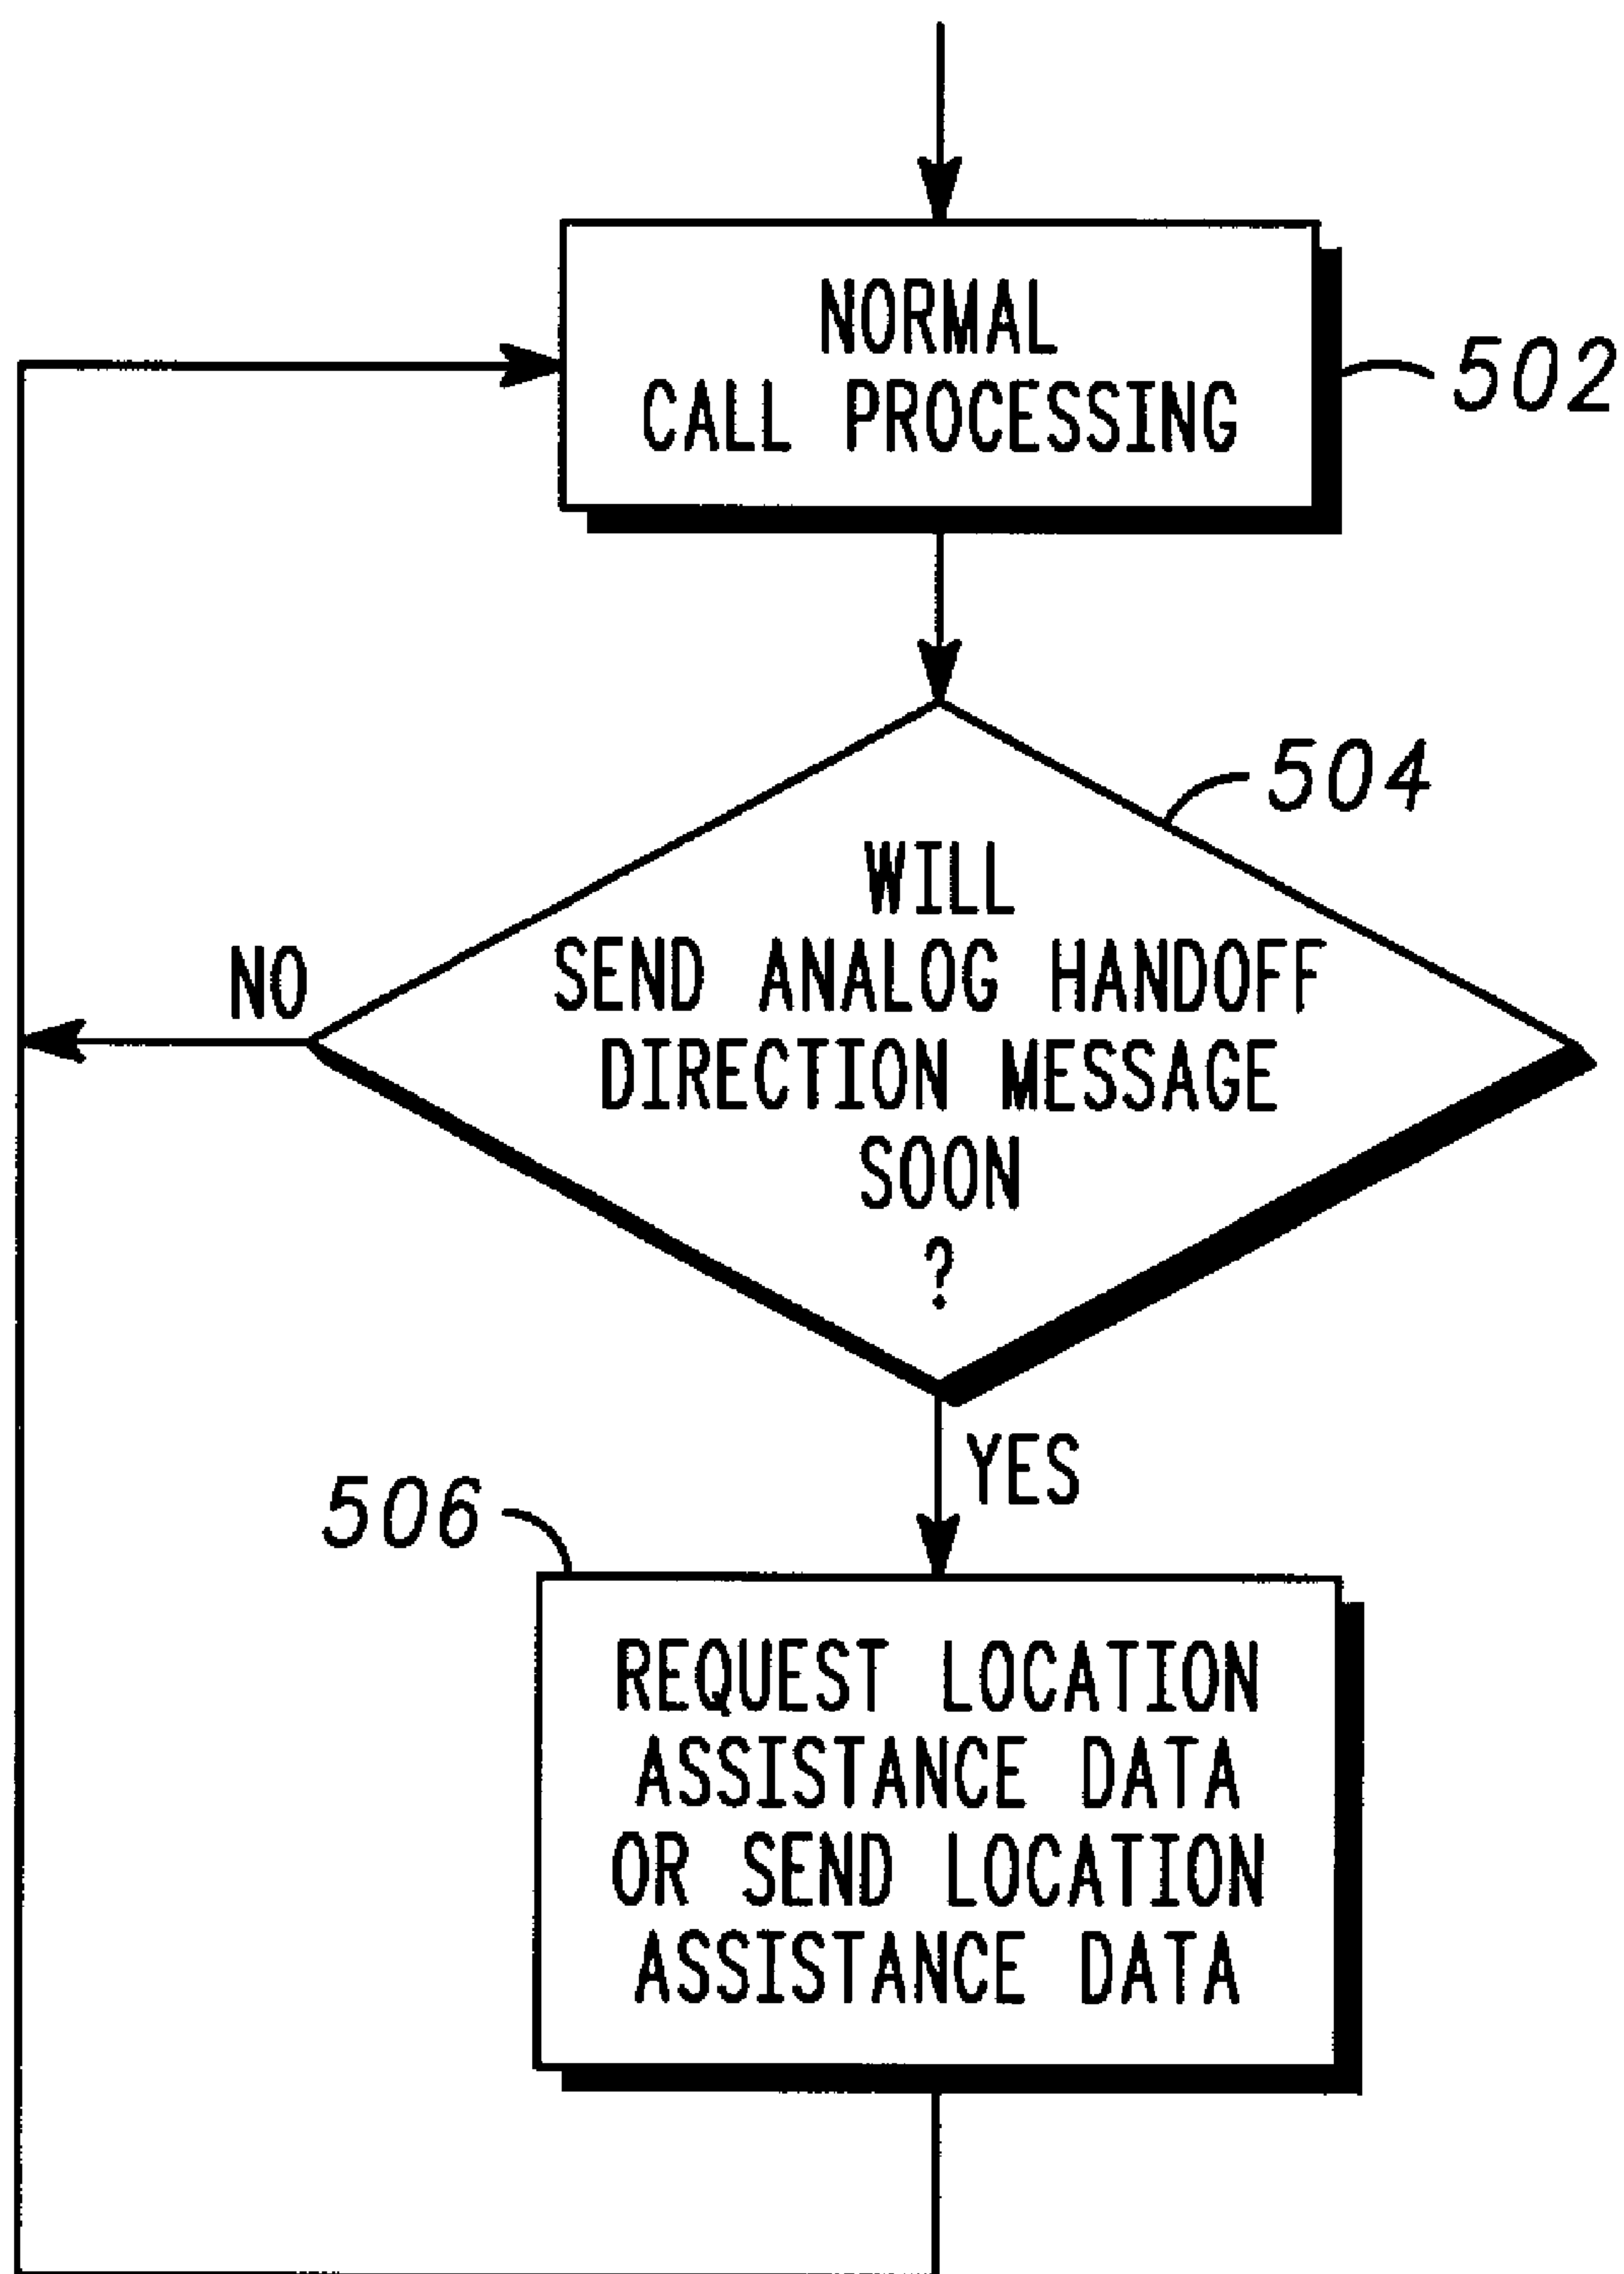 NORMAL
CALL PROCESSING
502
504
WILL
SEND ANALOG HANDOFF
DIRECTION MESSAGE
SOON
?
NO
YES
506
REQUEST LOCATION
ASSISTANCE DATA
OR SEND LOCATION
ASSISTANCE DATA